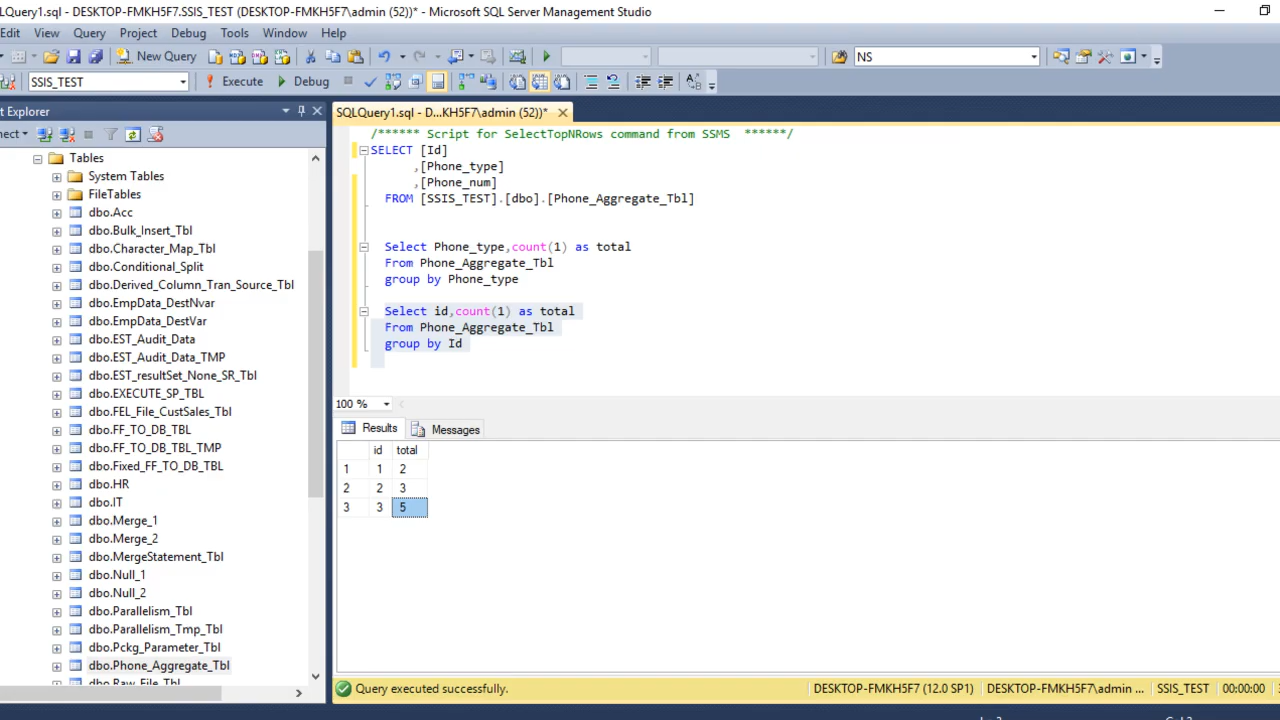 LQuery1.sql - DESKTOP-FMKH5F7.SSIS_TEST (DESKTOP-FMKH5F7\admin (52))* - Microsoft SQL Server Management Studio
Edit View Query Project Debug Tools Window Help
New Query NS
SSIS_TEST Execute Debug
t Explorer
nect
Tables
System Tables
FileTables
dbo.Acc
dbo.Bulk_Insert_Tbl
dbo.Character_Map_Tbl
dbo.Conditional_Split
dbo.Derived_Column_Tran_Source_Tbl
dbo.EmpData_DestNvar
dbo.EmpData_DestVar
dbo.EST_Audit_Data
dbo.EST_Audit_Data_TMP
dbo.EST_resultSet_None_SR_Tbl
dbo.EXECUTE_SP_TBL
dbo.FEL_File_CustSales_Tbl
dbo.FF_TO_DB_TBL
dbo.FF_TO_DB_TBL_TMP
dbo.Fixed_FF_TO_DB_TBL
dbo.HR
dbo.IT
dbo.Merge_1
dbo.Merge_2
dbo.MergeStatement_Tbl
dbo.Null_1
dbo.Null_2
dbo.Parallelism_Tbl
dbo.Parallelism_Tmp_Tbl
dbo.Pckg_Parameter_Tbl
dbo.Phone_Aggregate_Tbl
dbo.Raw_File_Tbl
SQLQuery1.sql - D...KH5F7\admin (52))*
/****** Script for SelectTopNRows command from SSMS ******/
SELECT [Id]
,[Phone_type]
,[Phone_num]
FROM [SSIS_TEST].[dbo].[Phone_Aggregate_Tbl]
Select Phone_type,count(1) as total
From Phone_Aggregate_Tbl
group by Phone_type
Select id,count(1) as total
From Phone_Aggregate_Tbl
group by Id
100 %
Results Messages
id total
1 1 2
2 2 3
3 3 5
Query executed successfully. DESKTOP-FMKH5F7 (12.0 SP1) DESKTOP-FMKH5F7\admin ... SSIS_TEST 00:00:00